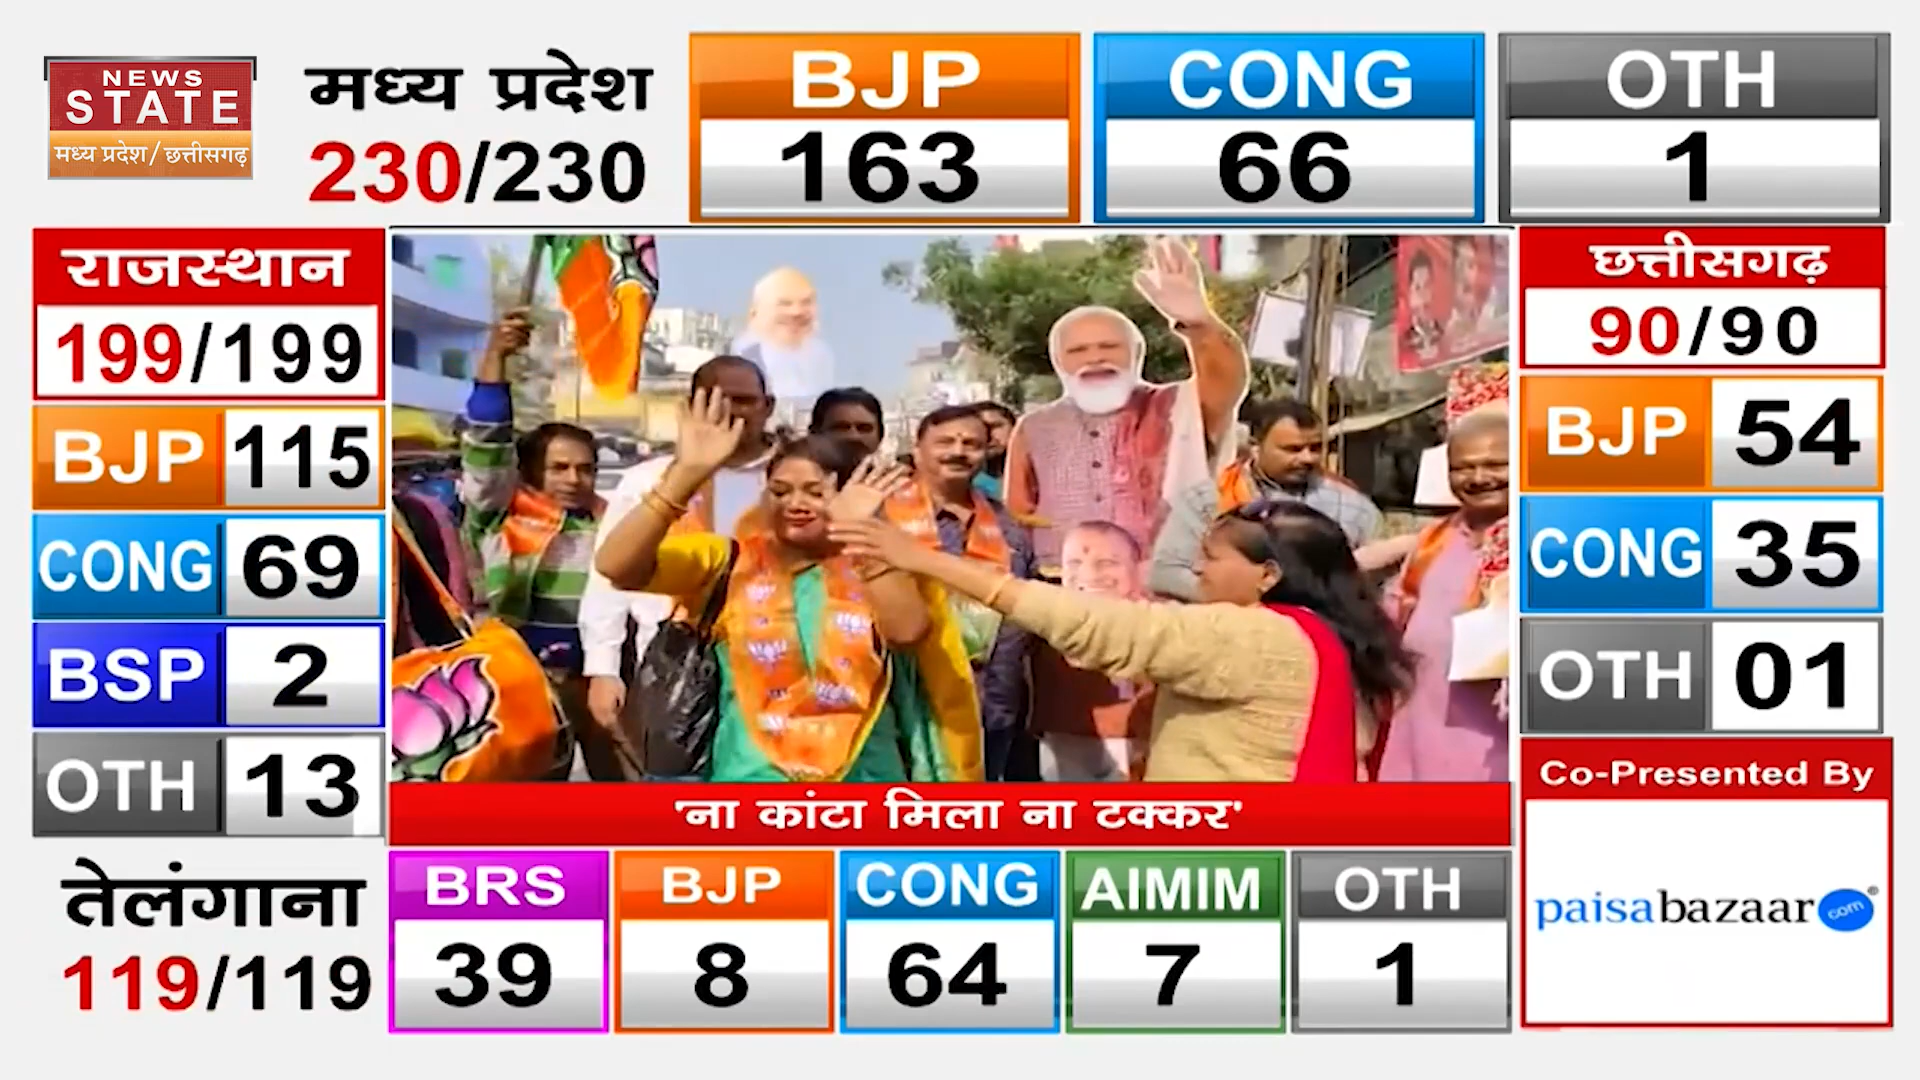 NEWS
STATE
मध्य प्रदेश/ छत्तीसगढ़
मध्य प्रदेश
230/230
BJP
163
CONG
66
OTH
1
राजस्थान
199/199
BJP 115
CONG 69
BSP 2
OTH 13
छत्तीसगढ़
90/90
BJP 54
CONG 35
OTH 01
Co-Presented By
paisabazaar.com
'ना कांटा मिला ना टक्कर'
तेलंगाना
119/119
BRS
39
BJP
8
CONG
64
AIMIM
7
OTH
1